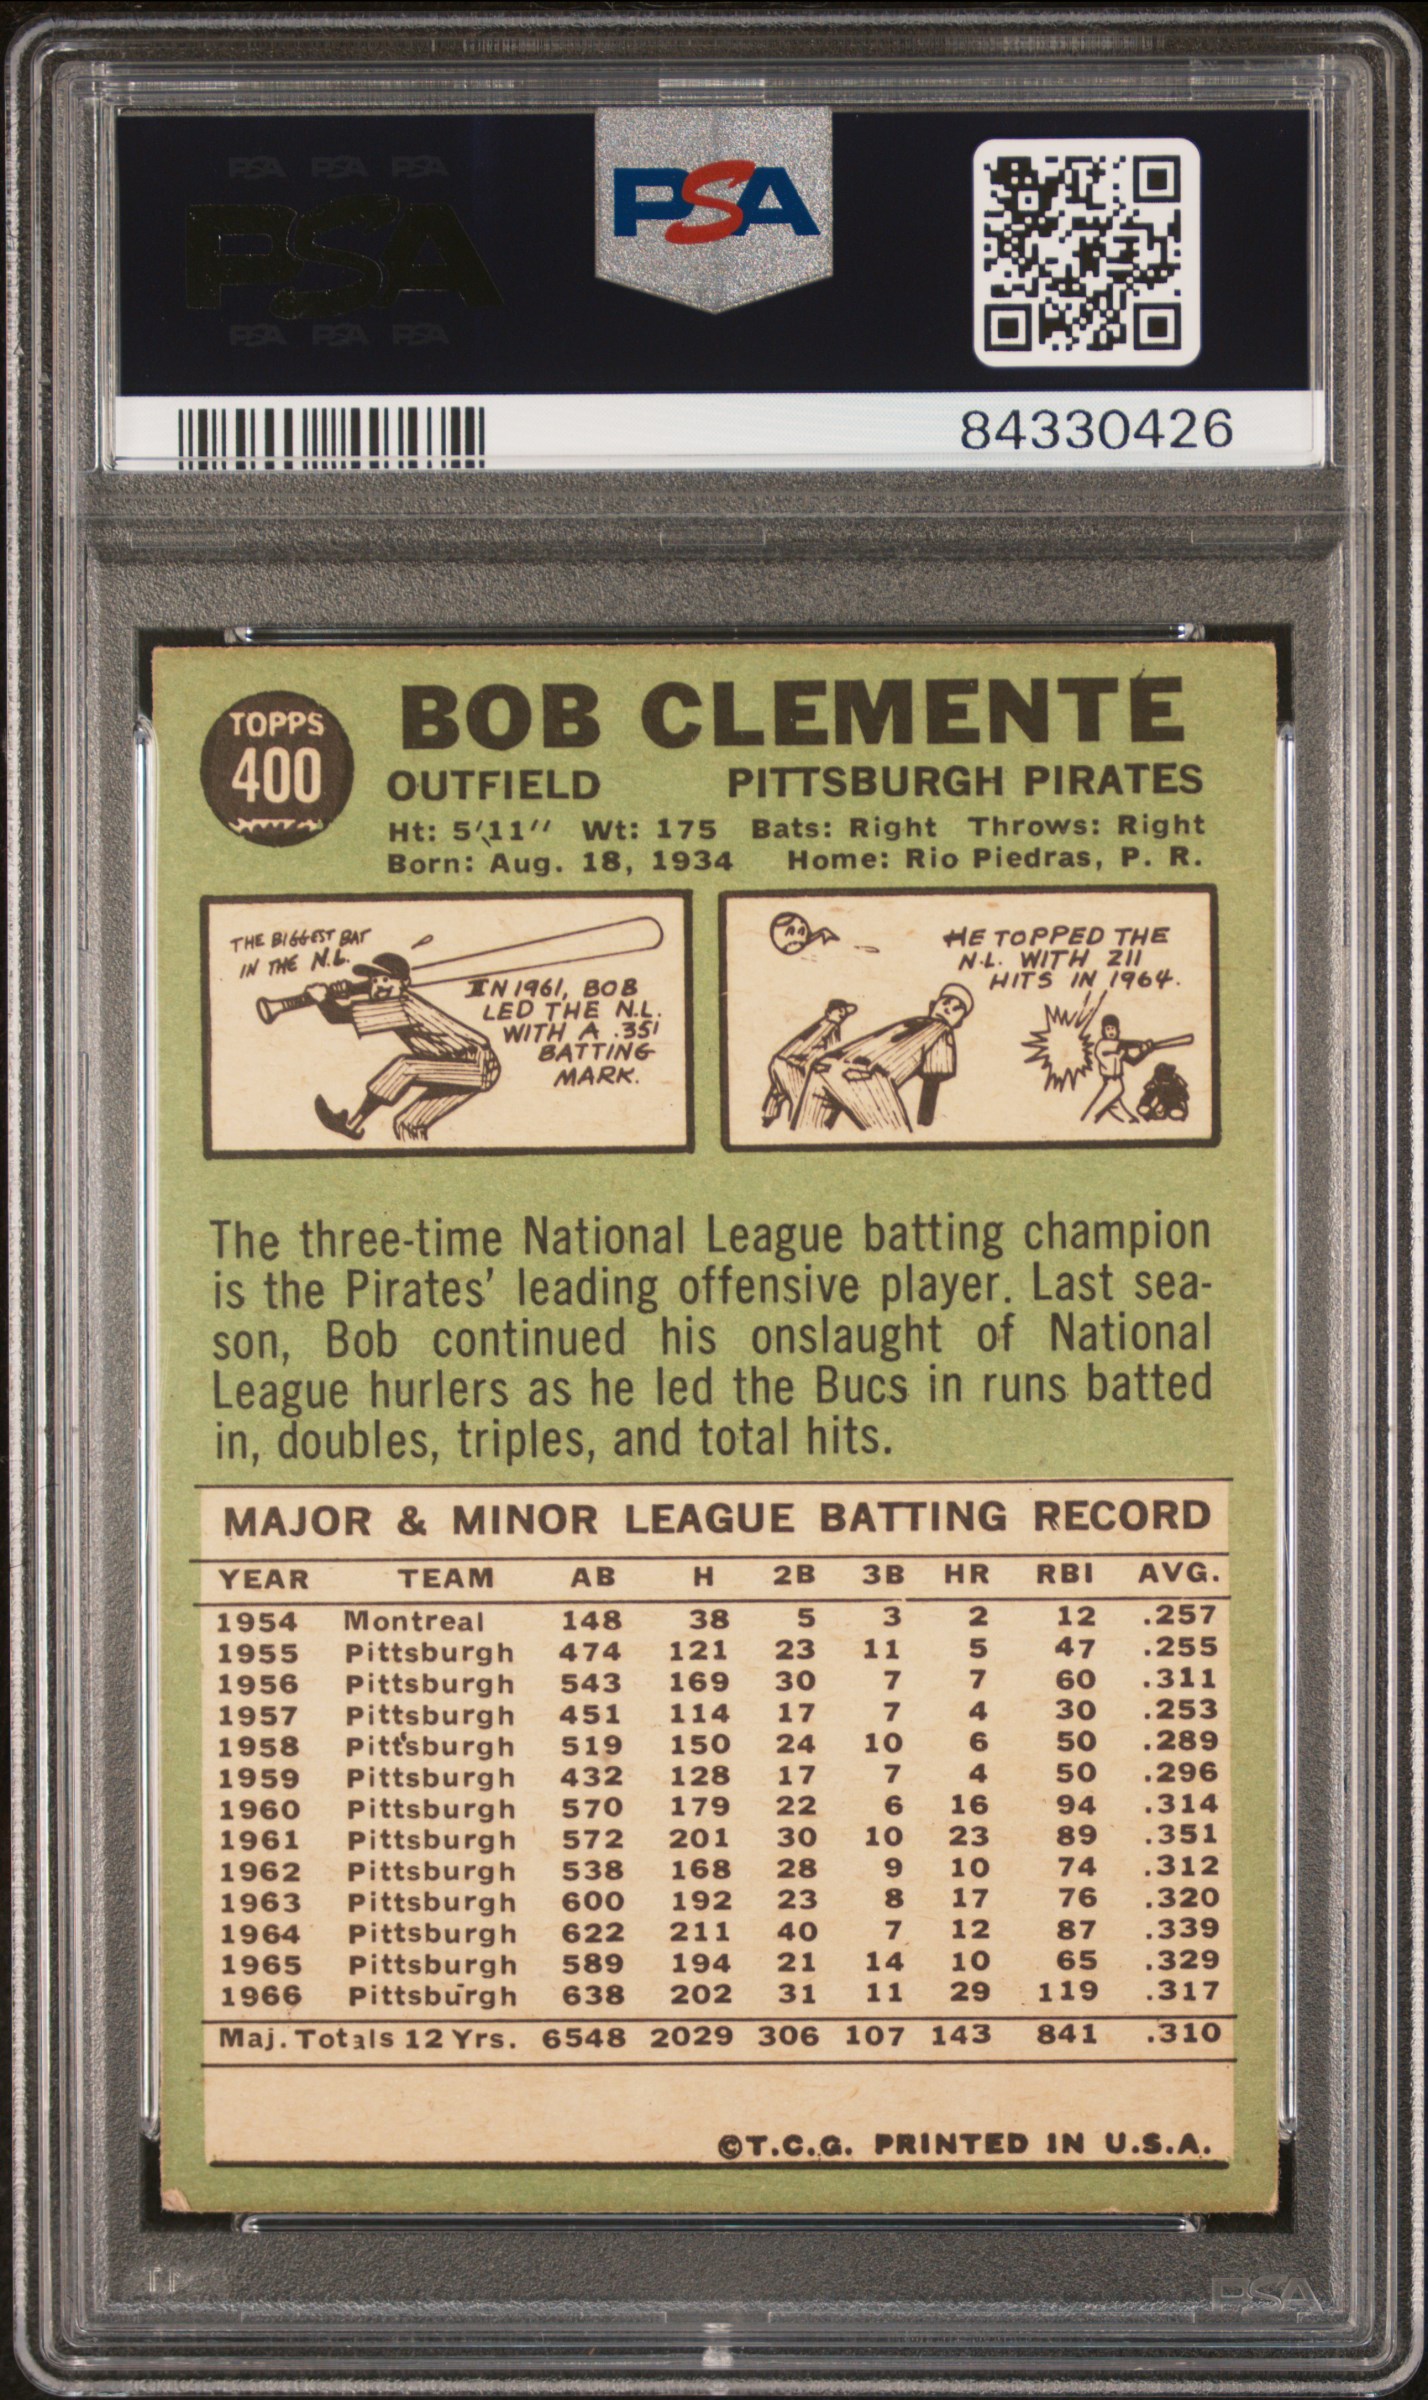 PSA PSA PSA
PSA
PSA PSA PSA
PSA
84330426
TOPPS
400
BOB CLEMENTE
OUTFIELD PITTSBURGH PIRATES
Ht: 5'11" Wt: 175 Bats: Right Throws: Right
Born: Aug. 18, 1934 Home: Rio Piedras, P. R.
THE BIGGEST BAT
IN THE N.L.
IN 1961, BOB
LED THE N.L.
WITH A .351
BATTING
MARK.
HE TOPPED THE
N.L. WITH 211
HITS IN 1964.
The three-time National League batting champion
is the Pirates' leading offensive player. Last sea-
son, Bob continued his onslaught of National
League hurlers as he led the Bucs in runs batted
in, doubles, triples, and total hits.
MAJOR & MINOR LEAGUE BATTING RECORD
YEAR TEAM AB H 2B 3B HR RBI AVG.
1954 Montreal 148 38 5 3 2 12 .257
1955 Pittsburgh 474 121 23 11 5 47 .255
1956 Pittsburgh 543 169 30 7 7 60 .311
1957 Pittsburgh 451 114 17 7 4 30 .253
1958 Pittsburgh 519 150 24 10 6 50 .289
1959 Pittsburgh 432 128 17 7 4 50 .296
1960 Pittsburgh 570 179 22 6 16 94 .314
1961 Pittsburgh 572 201 30 10 23 89 .351
1962 Pittsburgh 538 168 28 9 10 74 .312
1963 Pittsburgh 600 192 23 8 17 76 .320
1964 Pittsburgh 622 211 40 7 12 87 .339
1965 Pittsburgh 589 194 21 14 10 65 .329
1966 Pittsburgh 638 202 31 11 29 119 .317
Maj. Totals 12 Yrs. 6548 2029 306 107 143 841 .310
©T.C.G. PRINTED IN U.S.A.
PSA